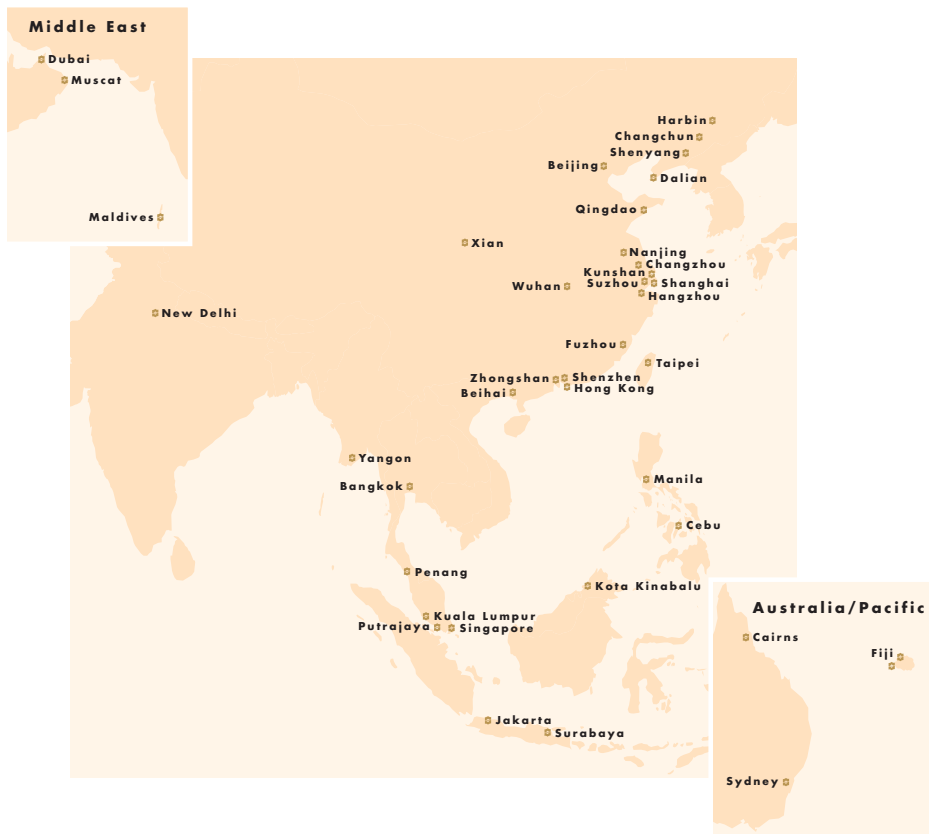 Middle East
Dubai
Muscat
Maldives
Harbin
Changchun
Shenyang
Beijing
Dalian
Qingdao
Xian
Nanjing
Changzhou
Kunshan
Suzhou
Shanghai
Wuhan
Hangzhou
New Delhi
Fuzhou
Taipei
Zhongshan
Shenzhen
Hong Kong
Beihai
Yangon
Bangkok
Manila
Cebu
Penang
Kota Kinabalu
Kuala Lumpur
Putrajaya
Singapore
Jakarta
Surabaya
Australia/Pacific
Cairns
Fiji
Sydney